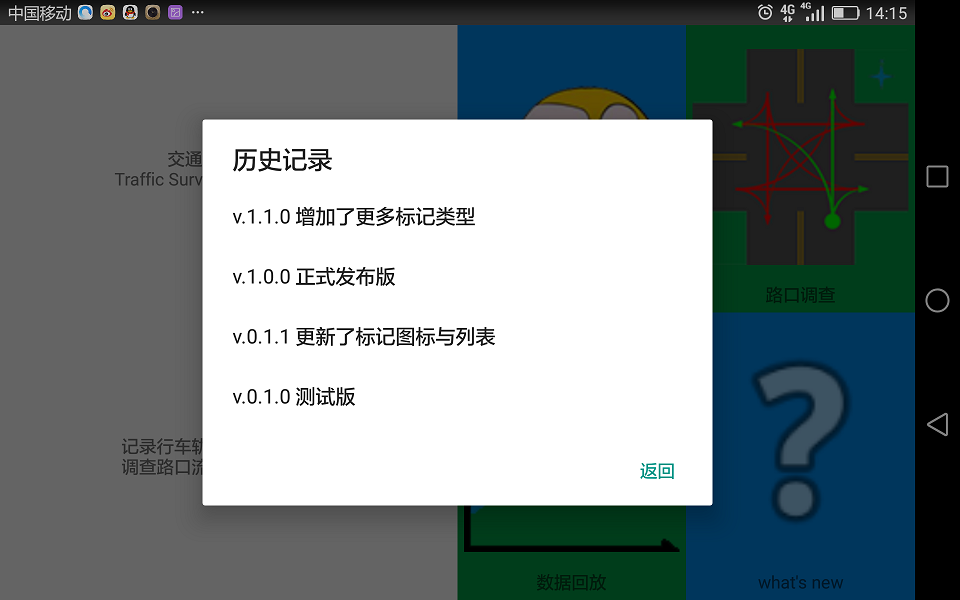 中国移动 ... 4G 4G 14:15
交通
Traffic Surv
历史记录
v.1.1.0 增加了更多标记类型
v.1.0.0 正式发布版
v.0.1.1 更新了标记图标与列表
v.0.1.0 测试版
返回
路口调查
记录行车轨
调查路口流
数据回放
what's new